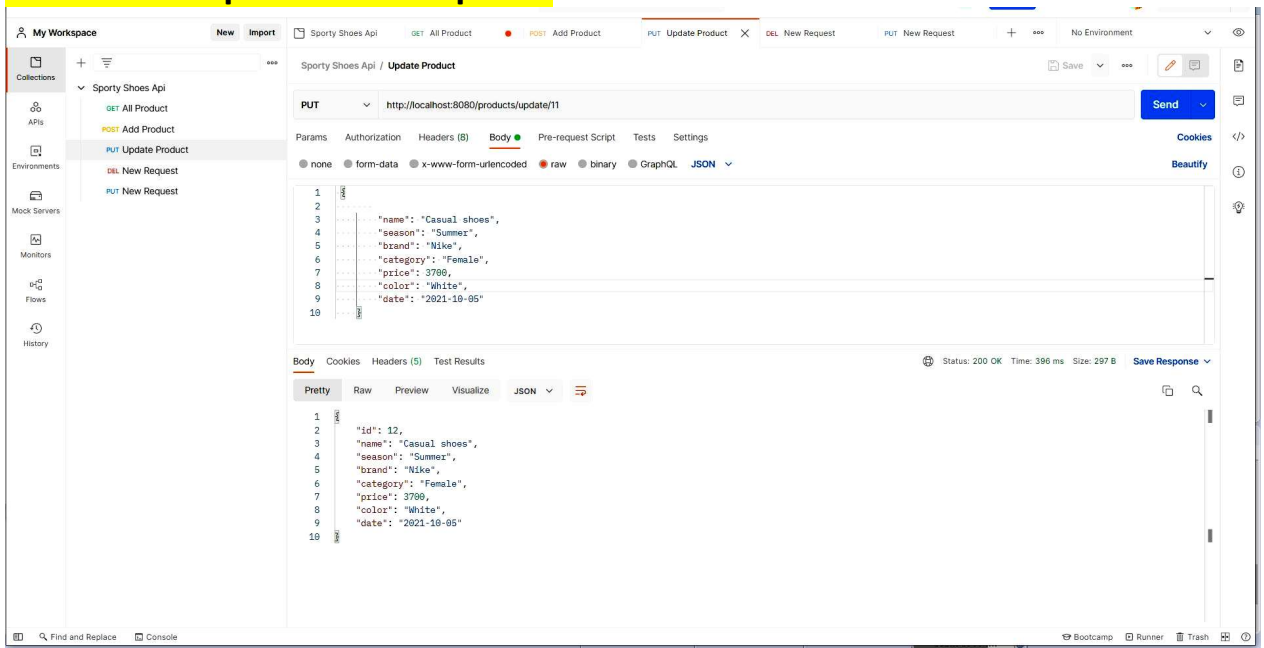 My Workspace New Import Sporty Shoes Api GET All Product POST Add Product PUT Update Product DEL New Request PUT New Request No Environment
Collections
APIs
Environments
Mock Servers
Monitors
Flows
History
Sporty Shoes Api
GET All Product
POST Add Product
PUT Update Product
DEL New Request
PUT New Request
Sporty Shoes Api / Update Product Save
PUT http://localhost:8080/products/update/11 Send
Params Authorization Headers (8) Body Pre-request Script Tests Settings Cookies
none form-data x-www-form-urlencoded raw binary GraphQL JSON Beautify
1 {
2
3 "name": "Casual shoes",
4 "season": "Summer",
5 "brand": "Nike",
6 "category": "Female",
7 "price": 3700,
8 "color": "White",
9 "date": "2021-10-05"
10 }
Body Cookies Headers (5) Test Results Status: 200 OK Time: 396 ms Size: 297 B Save Response
Pretty Raw Preview Visualize JSON
1 {
2 "id": 12,
3 "name": "Casual shoes",
4 "season": "Summer",
5 "brand": "Nike",
6 "category": "Female",
7 "price": 3700,
8 "color": "White",
9 "date": "2021-10-05"
10 }
Find and Replace Console Bootcamp Runner Trash